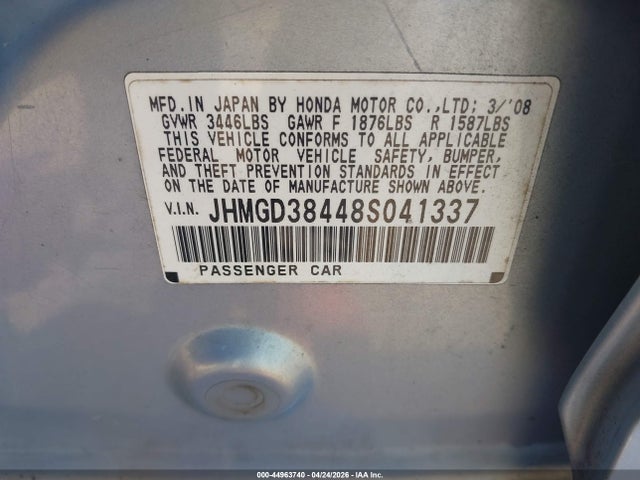 MFD. IN JAPAN BY HONDA MOTOR CO., LTD: 3/'08
GVWR 3446LBS GAWR F 1876LBS R 1587LBS
THIS VEHICLE CONFORMS TO ALL APPLICABLE
FEDERAL MOTOR VEHICLE SAFETY, BUMPER,
AND THEFT PREVENTION STANDARDS IN EFFECT
ON THE DATE OF MANUFACTURE SHOWN ABOVE.
V.I.N. JHMGD38448S041337
PASSENGER CAR
000-44963740 - 04/24/2026 - IAA Inc.